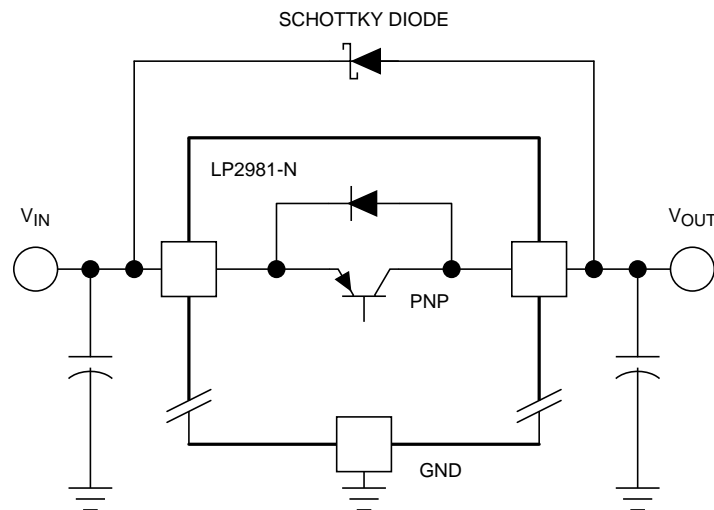 SCHOTTKY DIODE
LP2981-N
VIN
VOUT
PNP
GND